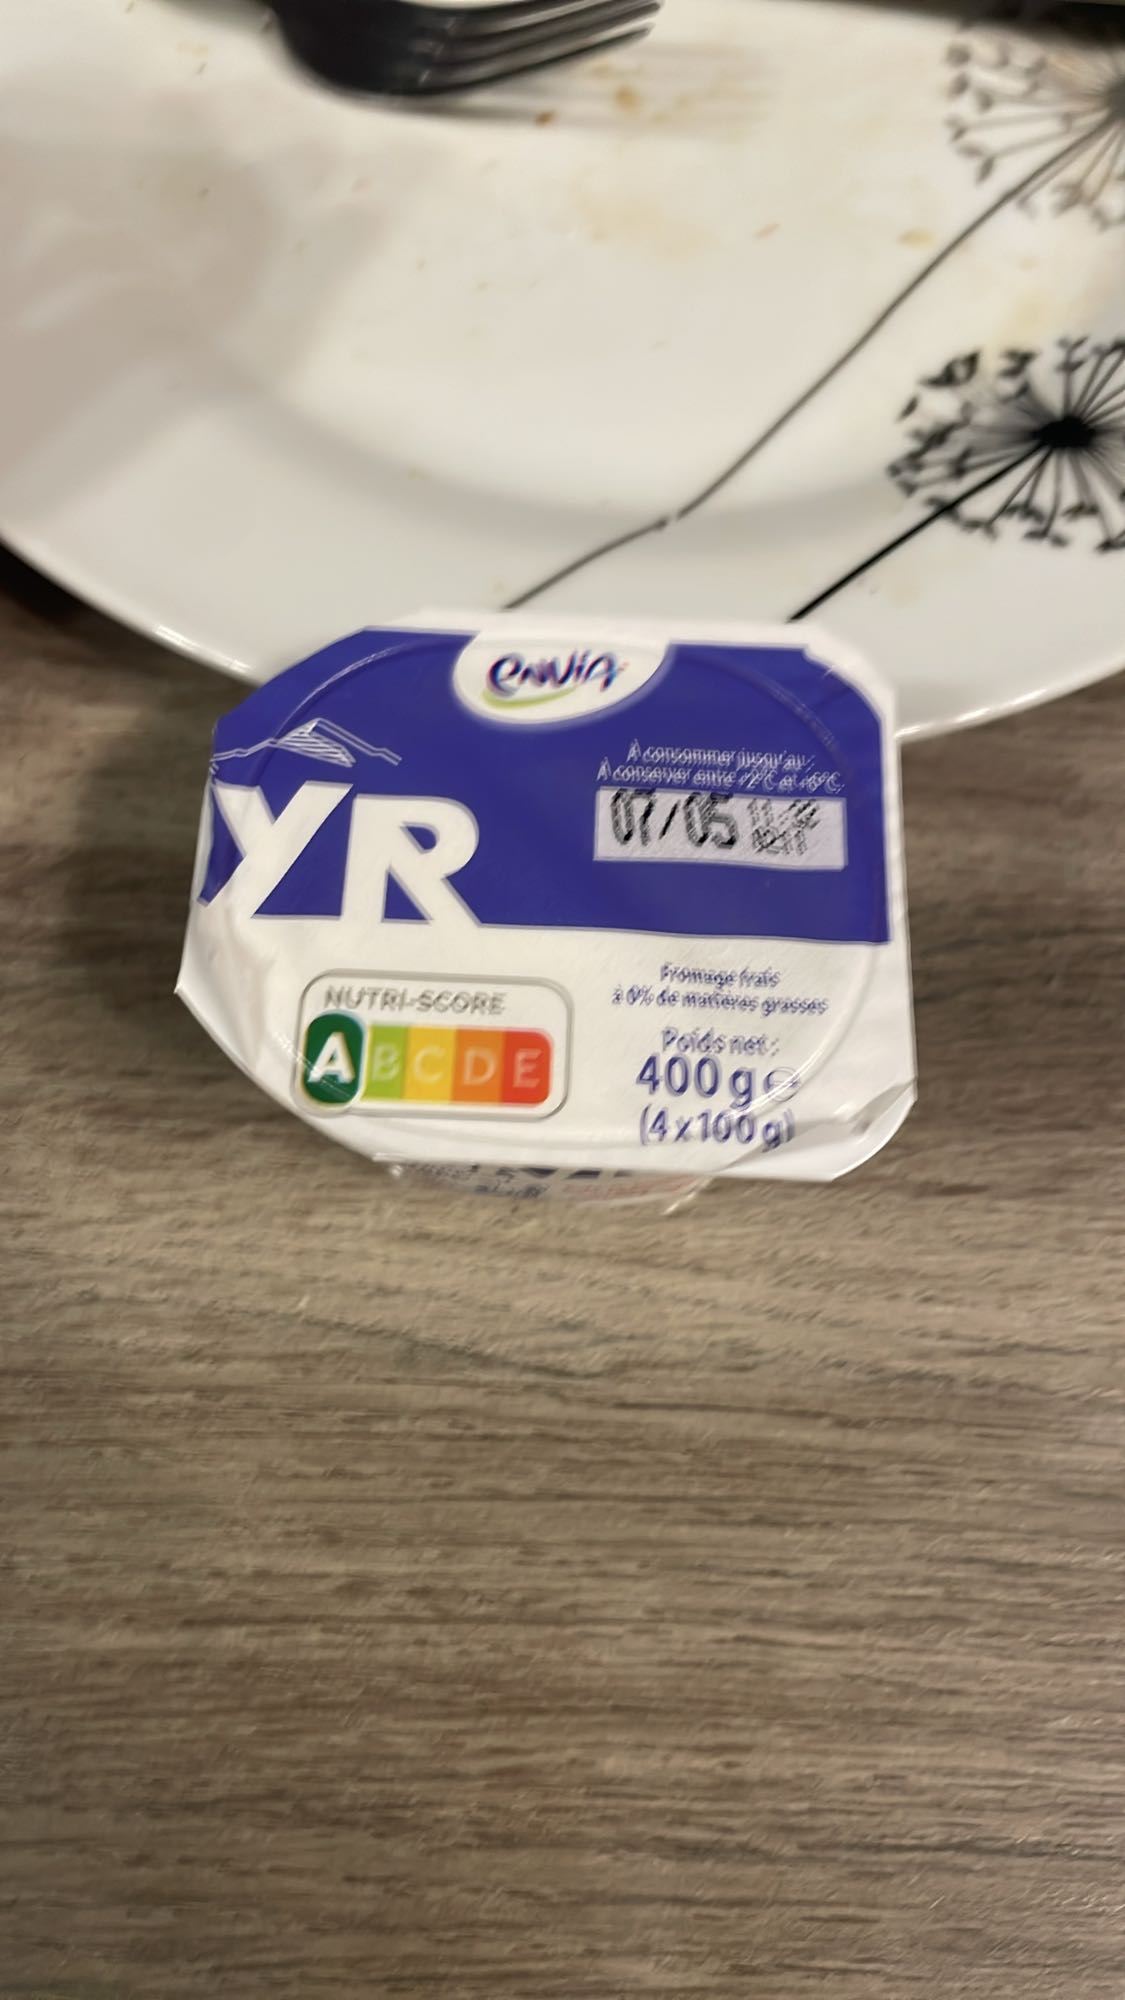 envia
À consommer jusqu'au :
À conserver entre +2°C et +6°C.
07/05
YR
NUTRI-SCORE
A B C D E
Fromage frais
à 0% de matières grasses
Poids net :
400 g e
(4 x 100 g)